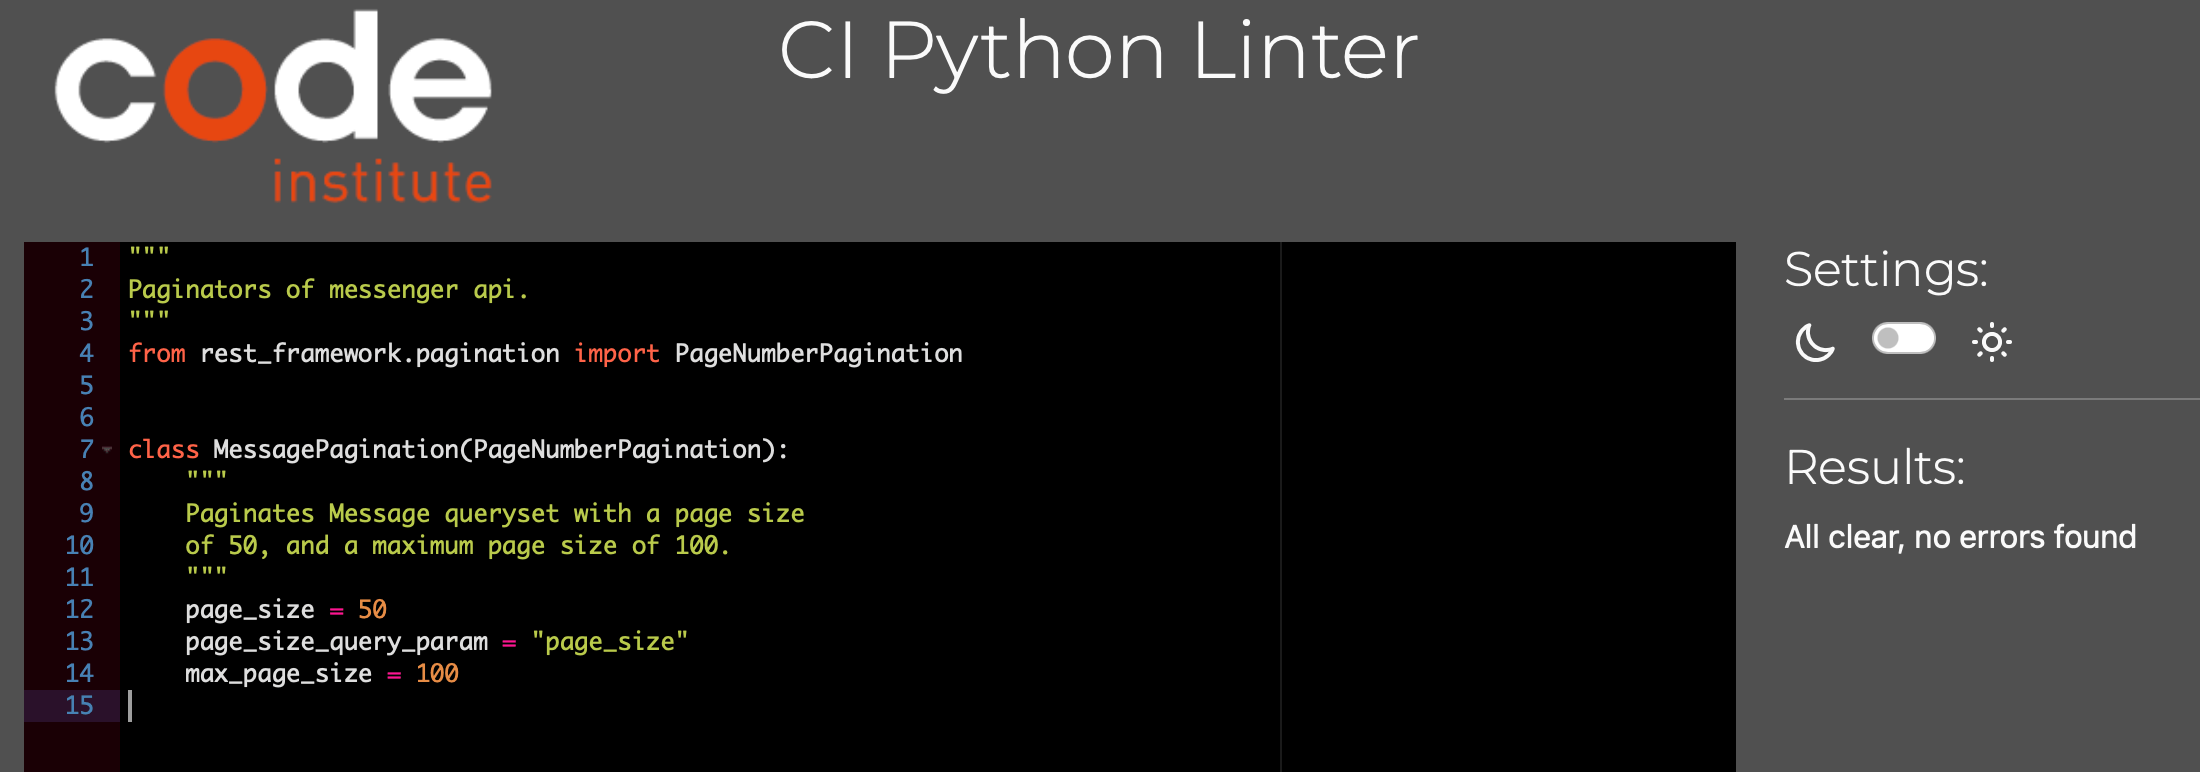 code
institute
CI Python Linter
1 """
2 Paginators of messenger api.
3 """
4 from rest_framework.pagination import PageNumberPagination
5
6
7 class MessagePagination(PageNumberPagination):
8     """
9     Paginates Message queryset with a page size
10     of 50, and a maximum page size of 100.
11     """
12     page_size = 50
13     page_size_query_param = "page_size"
14     max_page_size = 100
15
Settings:
Results:
All clear, no errors found